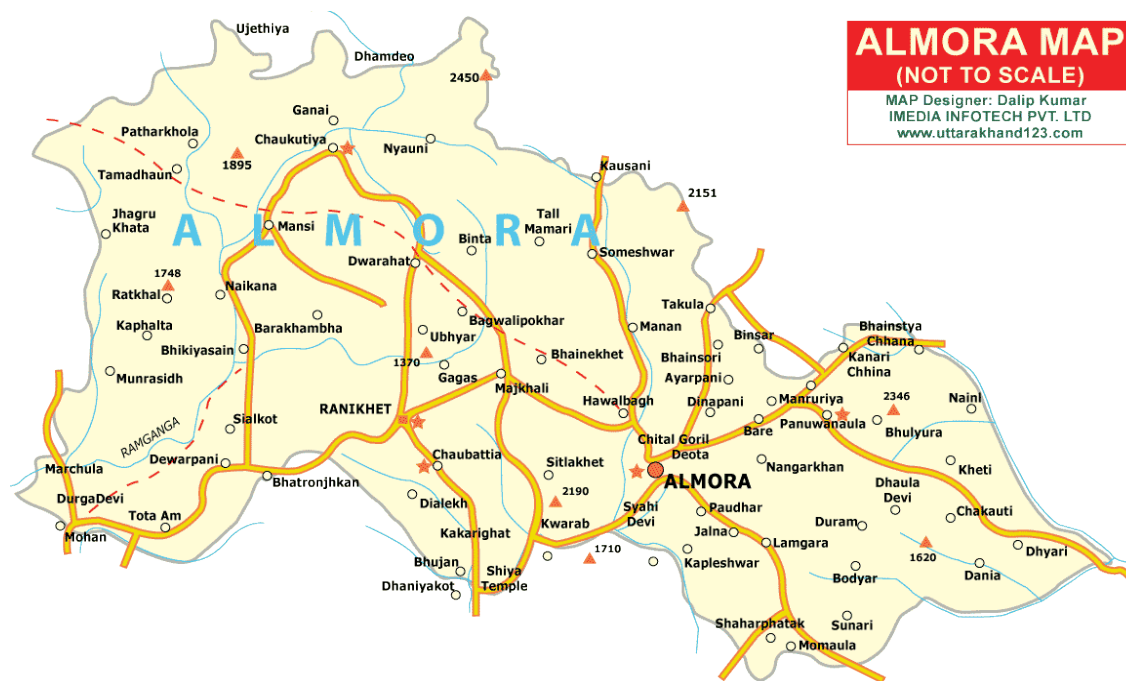 Ujethiya
Dhamdeo
2450
ALMORA MAP
(NOT TO SCALE)
MAP Designer: Dalip Kumar
IMEDIA INFOTECH PVT. LTD
www.uttarakhand123.com
Ganai
Patharkhola
Chaukutiya
Nyauni
1895
Tamadhaun
Kausani
2151
Jhagru
Khata
ALMORA
Mansi
Tall
Mamari
Binta
Dwarahat
Someshwar
1748
Ratkhal
Naikana
Takula
Kaphalta
Barakhambha
Bagwalipokhar
Ubhyar
Manan
Binsar
Bhainstya
Chhana
Bhikiyasain
1370
Bhainekhet
Bhainsori
Kanari
Chhina
Munrasidh
Gagas
Majkhali
Ayarpani
Manruriya
2346
Nainl
RANIKHET
Hawalbagh
Dinapani
Sialkot
Bare
Panuwanaula
Bhulyura
RAMGANGA
Chital Goril
Deota
Marchula
Dewarpani
Chaubattia
Sitlakhet
ALMORA
Nangarkhan
Kheti
Bhatronjhkan
DurgaDevi
Dialekh
2190
Dhaula
Devi
Tota Am
Kwarab
Syahi
Devi
Paudhar
Chakauti
Mohan
Kakarighat
Jalna
Duram
Lamgara
1710
1620
Dhyari
Bhujan
Shiya
Temple
Kapleshwar
Bodyar
Dania
Dhaniyakot
Shaharphatak
Sunari
Momaula